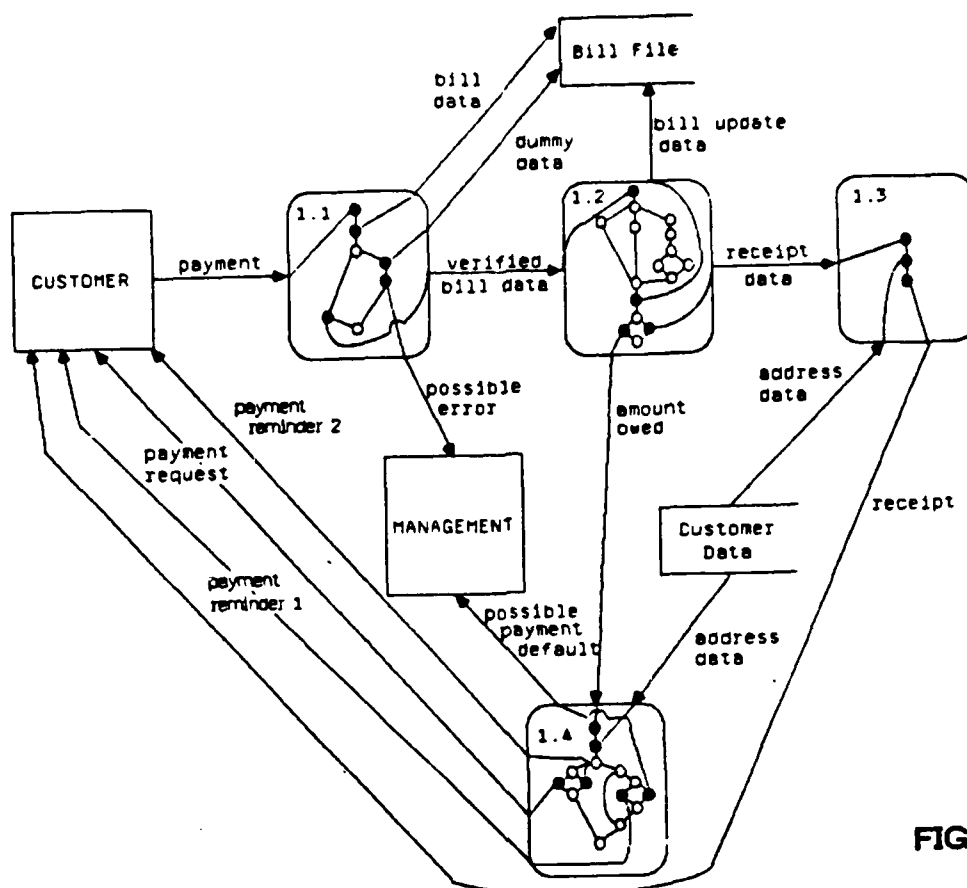 Bill File
bill
data
dummy
data
bill update
data
1.1
1.2
1.3
CUSTOMER
payment
verified
bill data
receipt
data
possible
error
amount
owed
address
data
payment
reminder 2
payment
request
MANAGEMENT
Customer
Data
receipt
payment
reminder 1
possible
payment
default
address
data
1.4
FIG